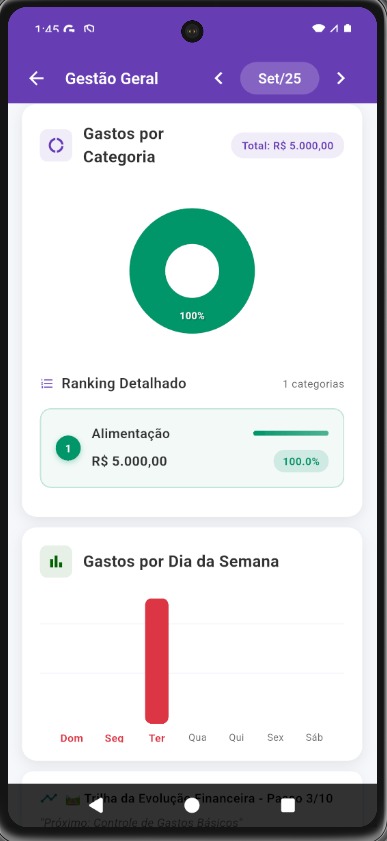 1:45
Gestão Geral
Set/25
Gastos por
Categoria
Total: R$ 5.000,00
100%
Ranking Detalhado
1 categorias
1
Alimentação
R$ 5.000,00
100.0%
Gastos por Dia da Semana
Dom Seg Ter Qua Qui Sex Sáb
Trilha da Evolução Financeira - Passo 3/10
"Próximo: Controle de Gastos Básicos"